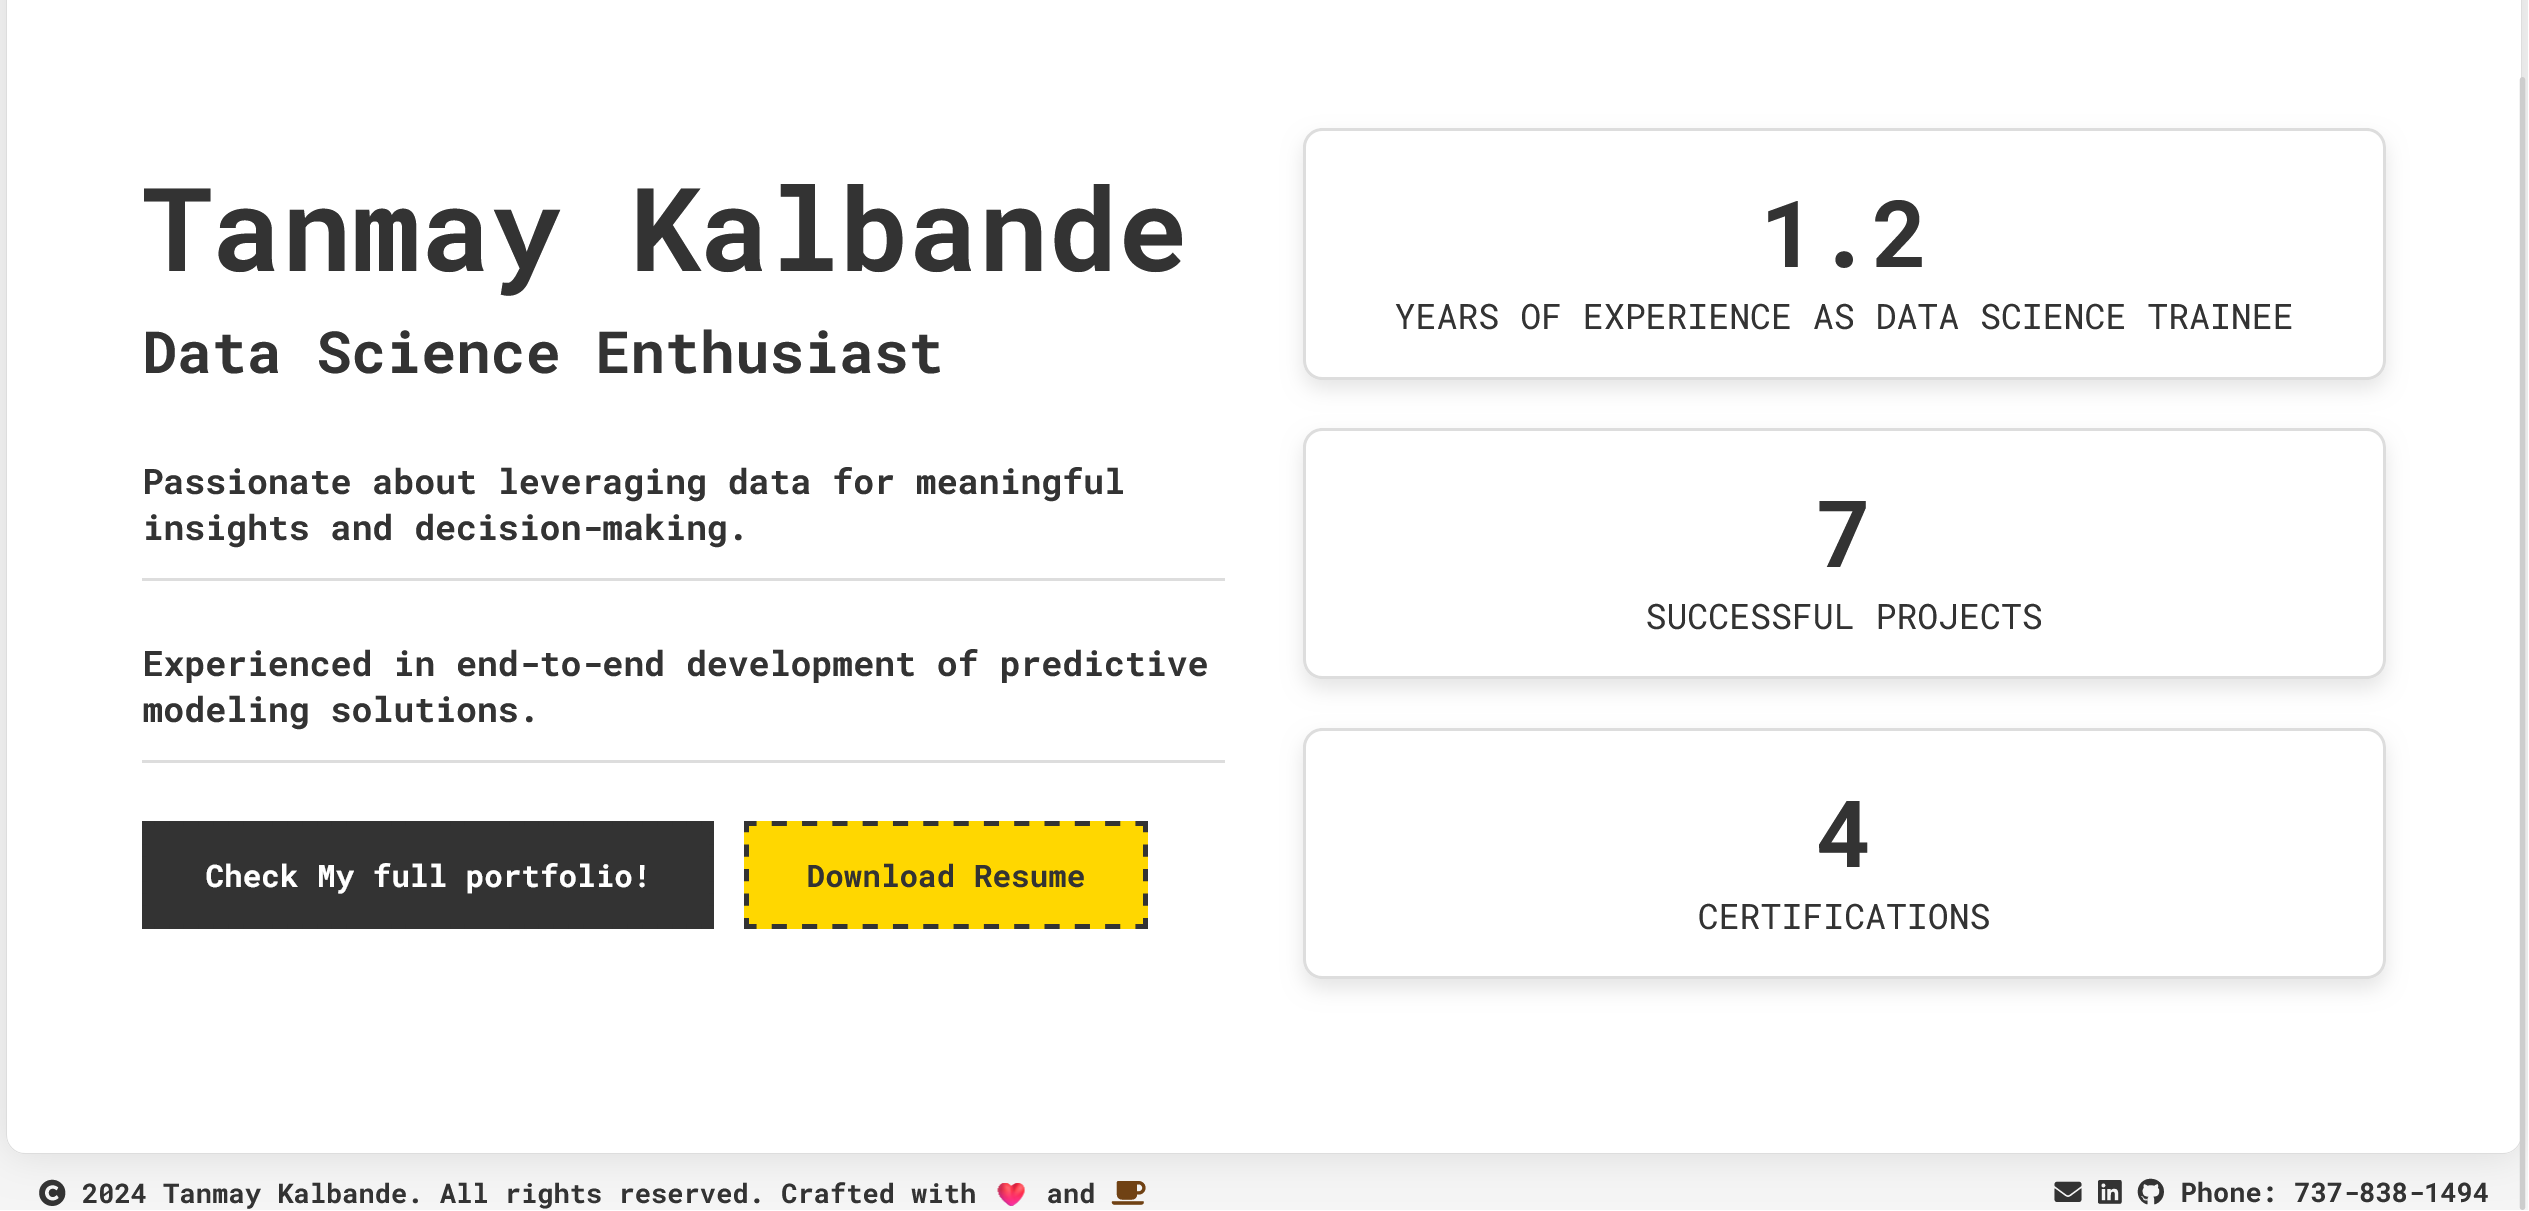 Tanmay Kalbande
Data Science Enthusiast
Passionate about leveraging data for meaningful
insights and decision-making.
Experienced in end-to-end development of predictive
modeling solutions.
Check My full portfolio!
Download Resume
1.2
YEARS OF EXPERIENCE AS DATA SCIENCE TRAINEE
7
SUCCESSFUL PROJECTS
4
CERTIFICATIONS
© 2024 Tanmay Kalbande. All rights reserved. Crafted with ❤️ and ☕
Phone: 737-838-1494